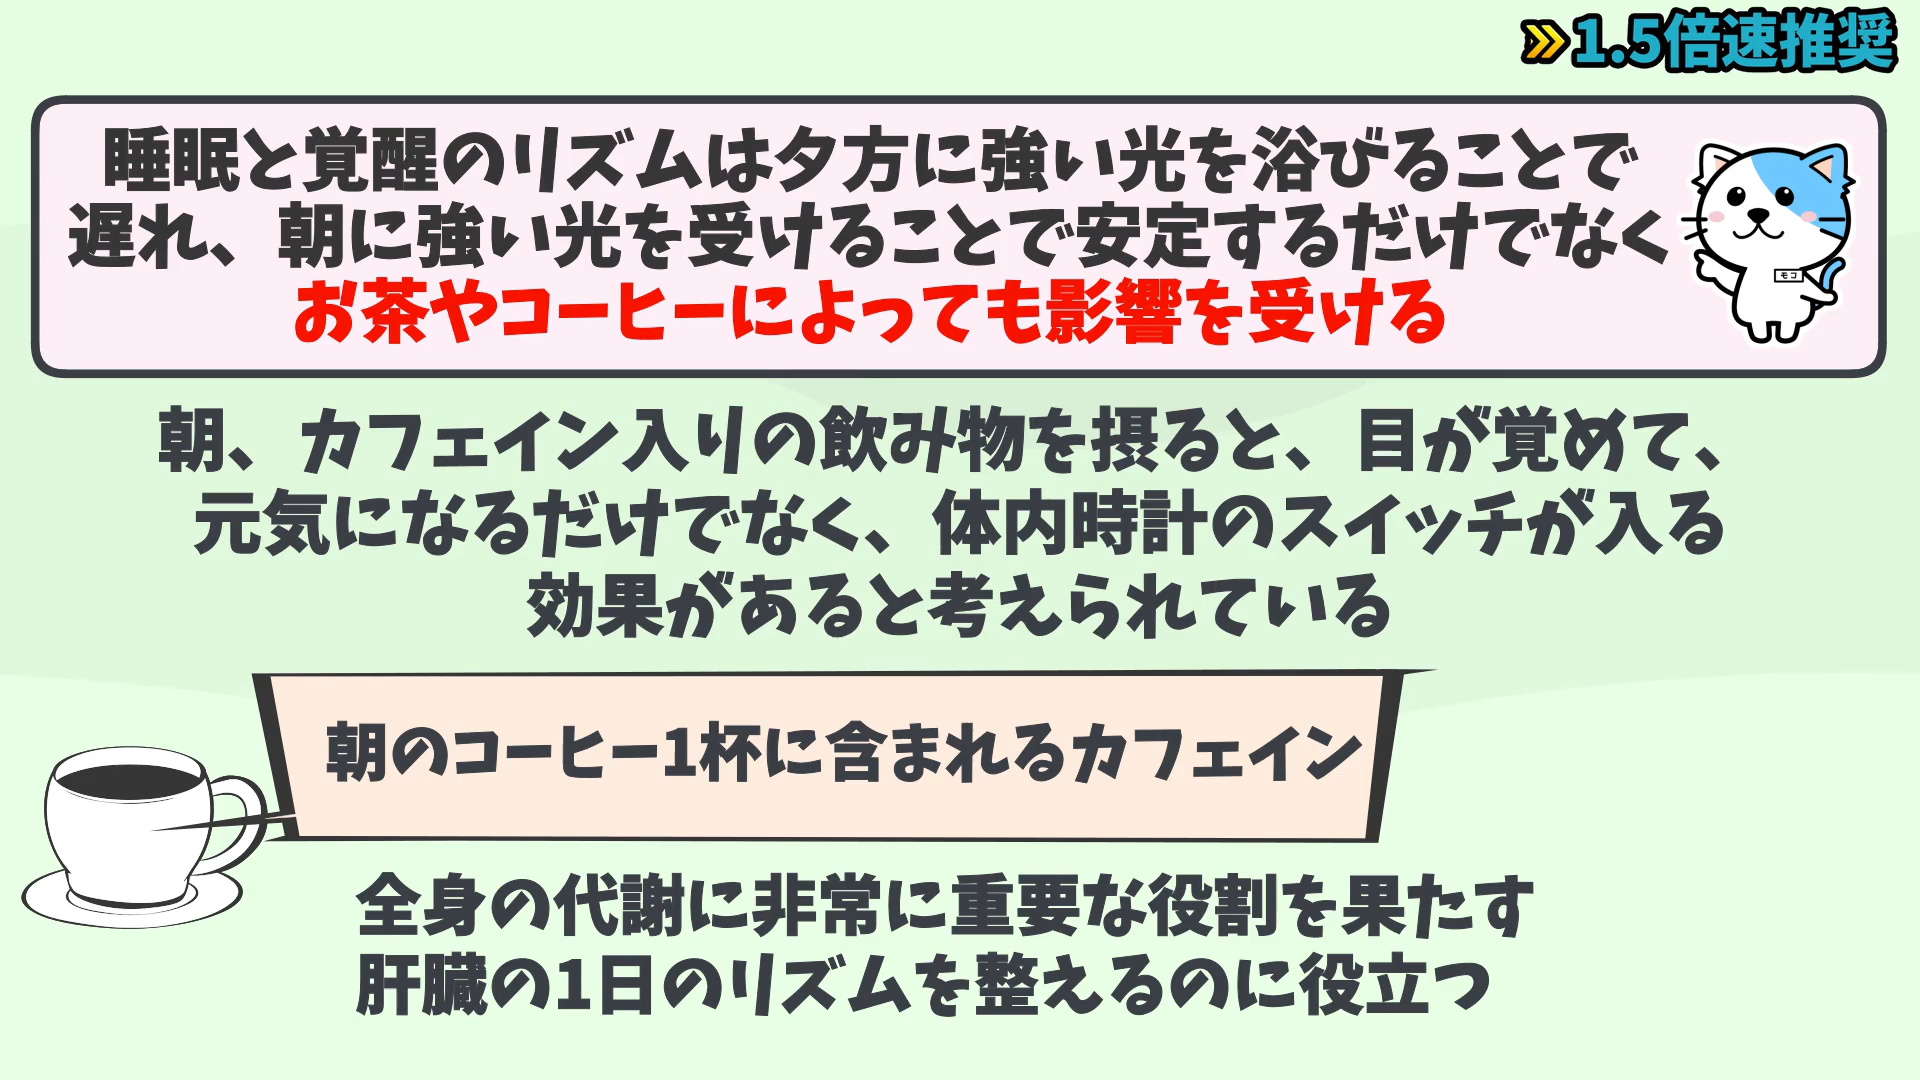 1.5倍速推奨
睡眠と覚醒のリズムは夕方に強い光を浴びることで
遅れ、朝に強い光を受けることで安定するだけでなく
お茶やコーヒーによっても影響を受ける
モコ
朝、カフェイン入りの飲み物を摂ると、目が覚めて、
元気になるだけでなく、体内時計のスイッチが入る
効果があると考えられている
朝のコーヒー1杯に含まれるカフェイン
全身の代謝に非常に重要な役割を果たす
肝臓の1日のリズムを整えるのに役立つ